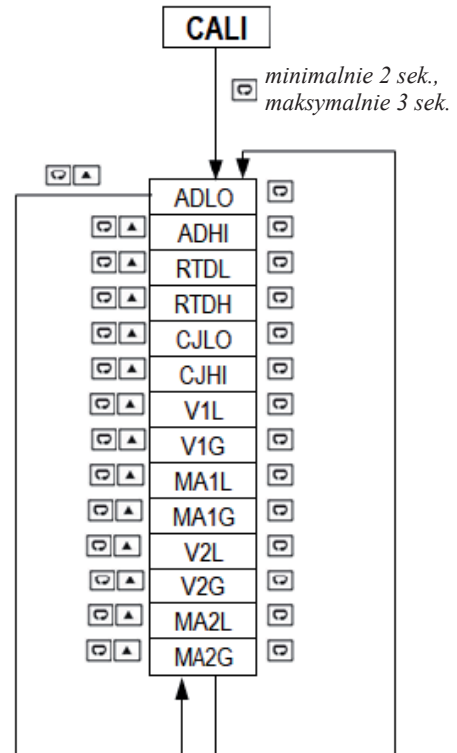 CALI
minimalnie 2 sek.,
maksymalnie 3 sek.
ADLO
ADHI
RTDL
RTDH
CJLO
CJHI
V1L
V1G
MA1L
MA1G
V2L
V2G
MA2L
MA2G